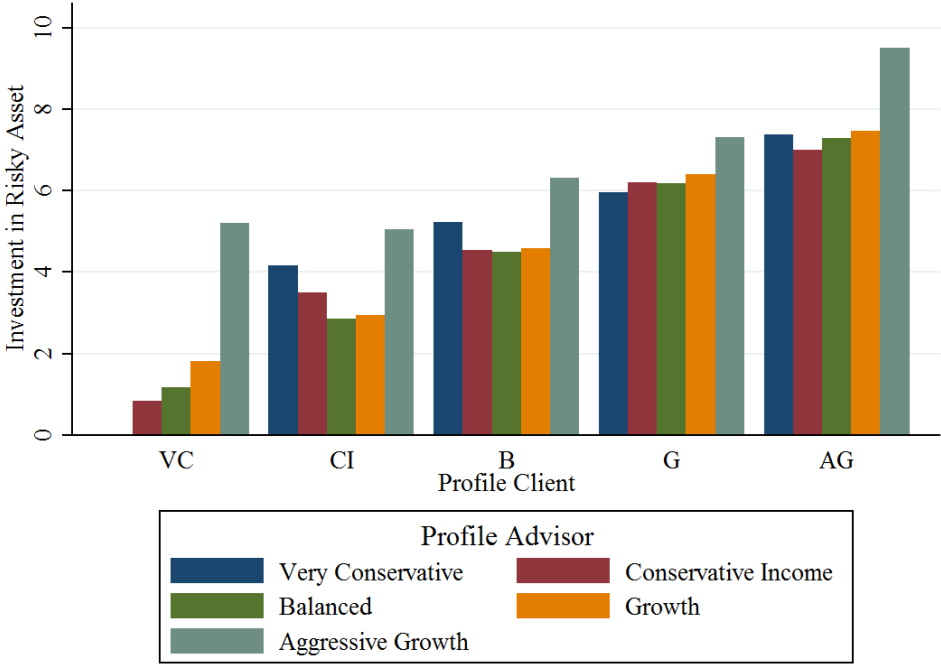 Investment in Risky Asset
10
8
6
4
2
0
VC CI B G AG
Profile Client
Profile Advisor
Very Conservative Conservative Income
Balanced Growth
Aggressive Growth